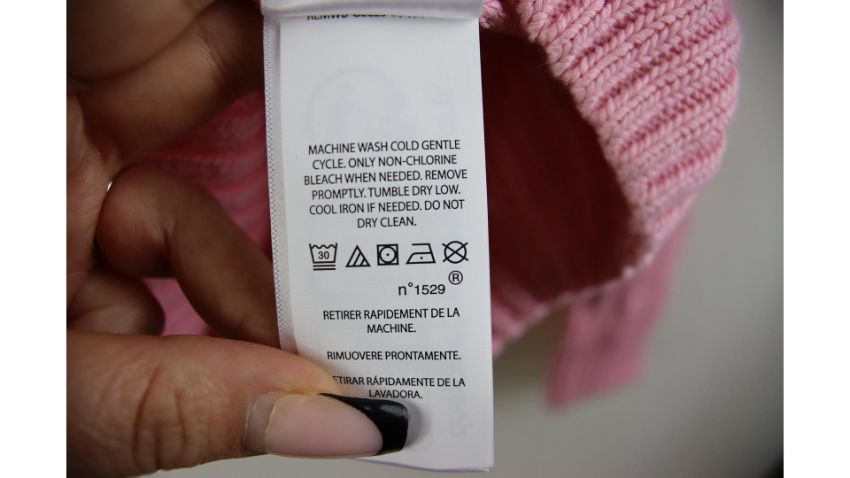 MACHINE WASH COLD GENTLE
CYCLE. ONLY NON-CHLORINE
BLEACH WHEN NEEDED. REMOVE
PROMPTLY. TUMBLE DRY LOW.
COOL IRON IF NEEDED. DO NOT
DRY CLEAN.
30
n°1529®
RETIRER RAPIDEMENT DE LA
MACHINE.
RIMUOVERE PRONTAMENTE.
ETIRAR RÁPIDAMENTE DE LA
LAVADORA.